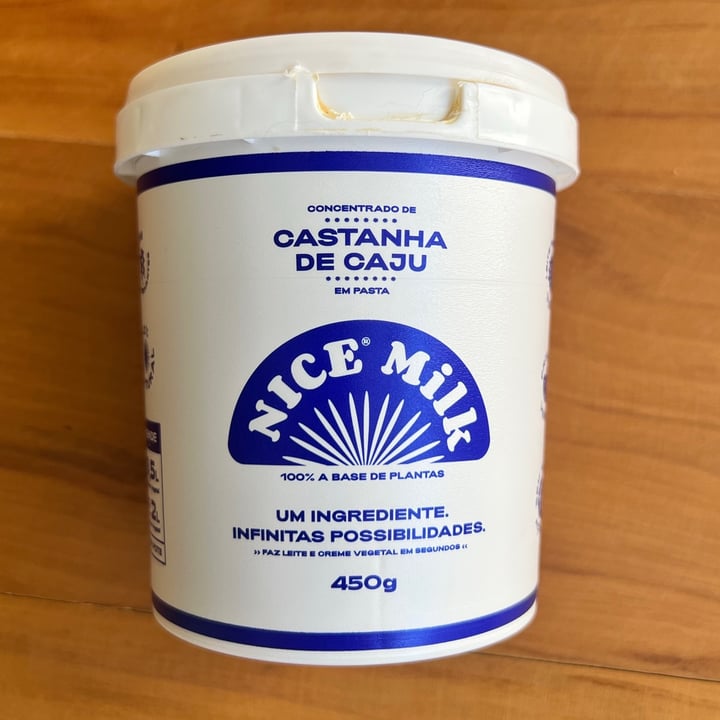 CONCENTRADO DE
CASTANHA
DE CAJU
EM PASTA
NICE® Milk
100% A BASE DE PLANTAS
UM INGREDIENTE.
INFINITAS POSSIBILIDADES.
›› FAZ LEITE E CREME VEGETAL EM SEGUNDOS ‹‹
450g